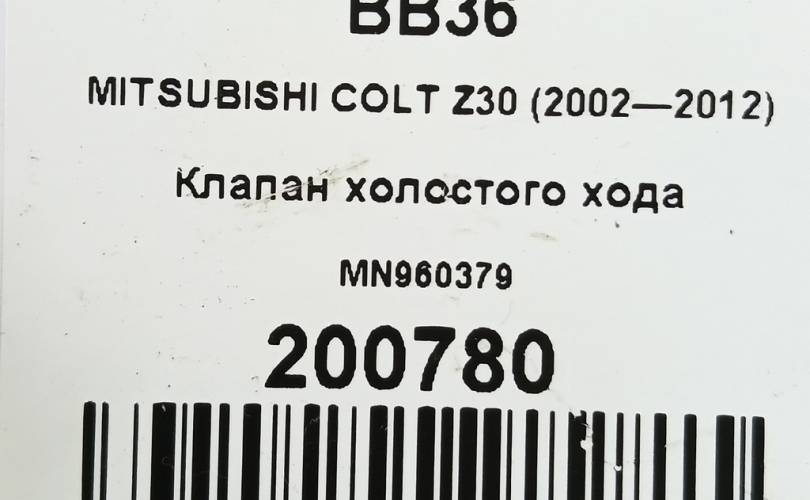 BB36
MITSUBISHI COLT Z30 (2002—2012)
Клапан холостого хода
MN960379
200780